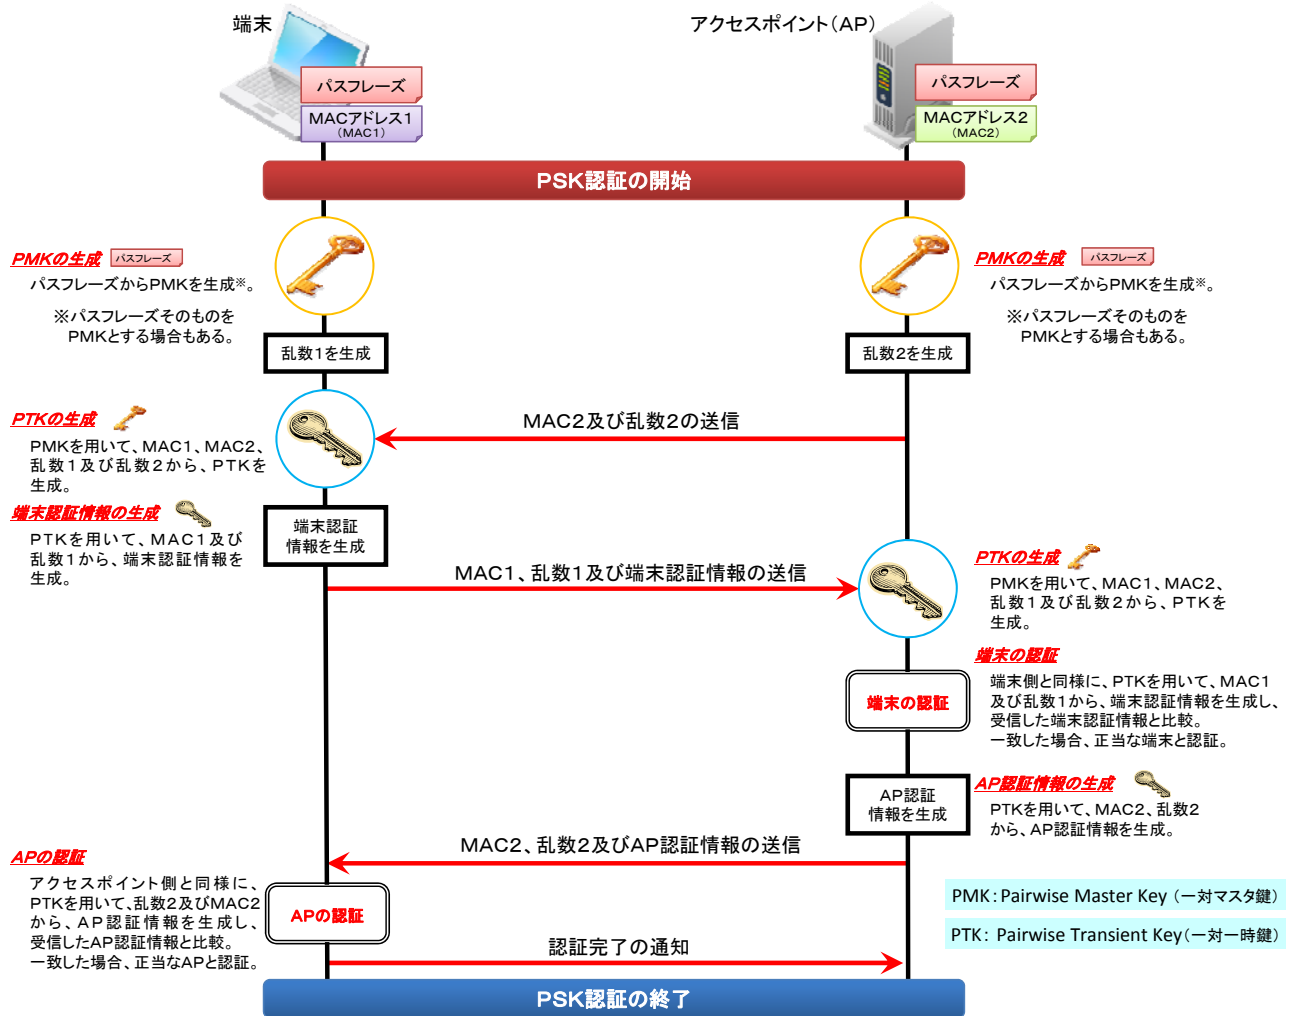 端末
アクセスポイント(AP)
パスフレーズ
MACアドレス1
(MAC1)
パスフレーズ
MACアドレス2
(MAC2)
PSK認証の開始
PMKの生成
パスフレーズ
パスフレーズからPMKを生成※。
※パスフレーズそのものを
PMKとする場合もある。
PMKの生成
パスフレーズ
パスフレーズからPMKを生成※。
※パスフレーズそのものを
PMKとする場合もある。
乱数1を生成
乱数2を生成
MAC2及び乱数2の送信
PTKの生成
PMKを用いて、MAC1、MAC2、
乱数1及び乱数2から、PTKを
生成。
端末認証情報の生成
PTKを用いて、MAC1及び
乱数1から、端末認証情報を
生成。
端末認証
情報を生成
MAC1、乱数1及び端末認証情報の送信
PTKの生成
PMKを用いて、MAC1、MAC2、
乱数1及び乱数2から、PTKを
生成。
端末の認証
端末の認証
端末側と同様に、PTKを用いて、MAC1
及び乱数1から、端末認証情報を生成し、
受信した端末認証情報と比較。
一致した場合、正当な端末と認証。
AP認証
情報を生成
AP認証情報の生成
PTKを用いて、MAC2、乱数2
から、AP認証情報を生成。
MAC2、乱数2及びAP認証情報の送信
APの認証
アクセスポイント側と同様に、
PTKを用いて、乱数2及びMAC2
から、AP認証情報を生成し、
受信したAP認証情報と比較。
一致した場合、正当なAPと認証。
APの認証
認証完了の通知
PMK:Pairwise Master Key (一対マスタ鍵)
PTK: Pairwise Transient Key(一対一時鍵)
PSK認証の終了